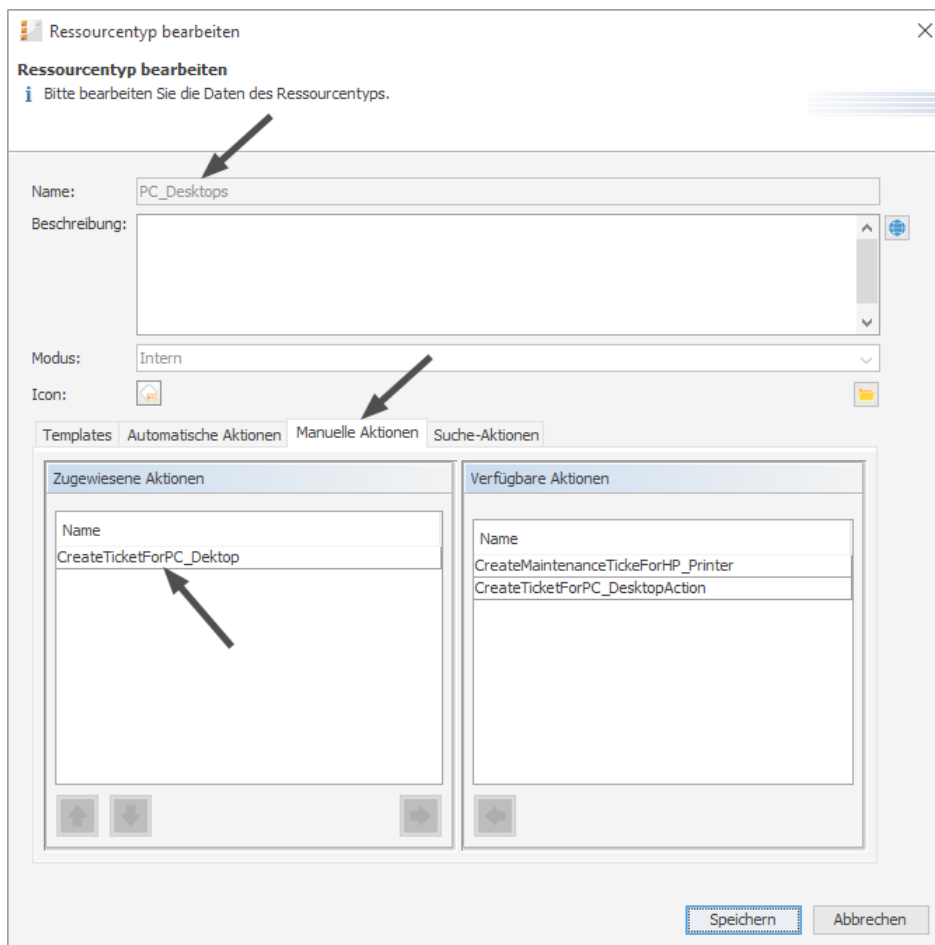 Ressourcentyp bearbeiten
Ressourcentyp bearbeiten
Bitte bearbeiten Sie die Daten des Ressourcentyps.
Name:
PC_Desktops
Beschreibung:
Modus:
Intern
Icon:
Templates Automatische Aktionen Manuelle Aktionen Suche-Aktionen
Zugewiesene Aktionen
Name
CreateTicketForPC_Dektop
Verfügbare Aktionen
Name
CreateMaintenanceTickeForHP_Printer
CreateTicketForPC_DesktopAction
Speichern
Abbrechen